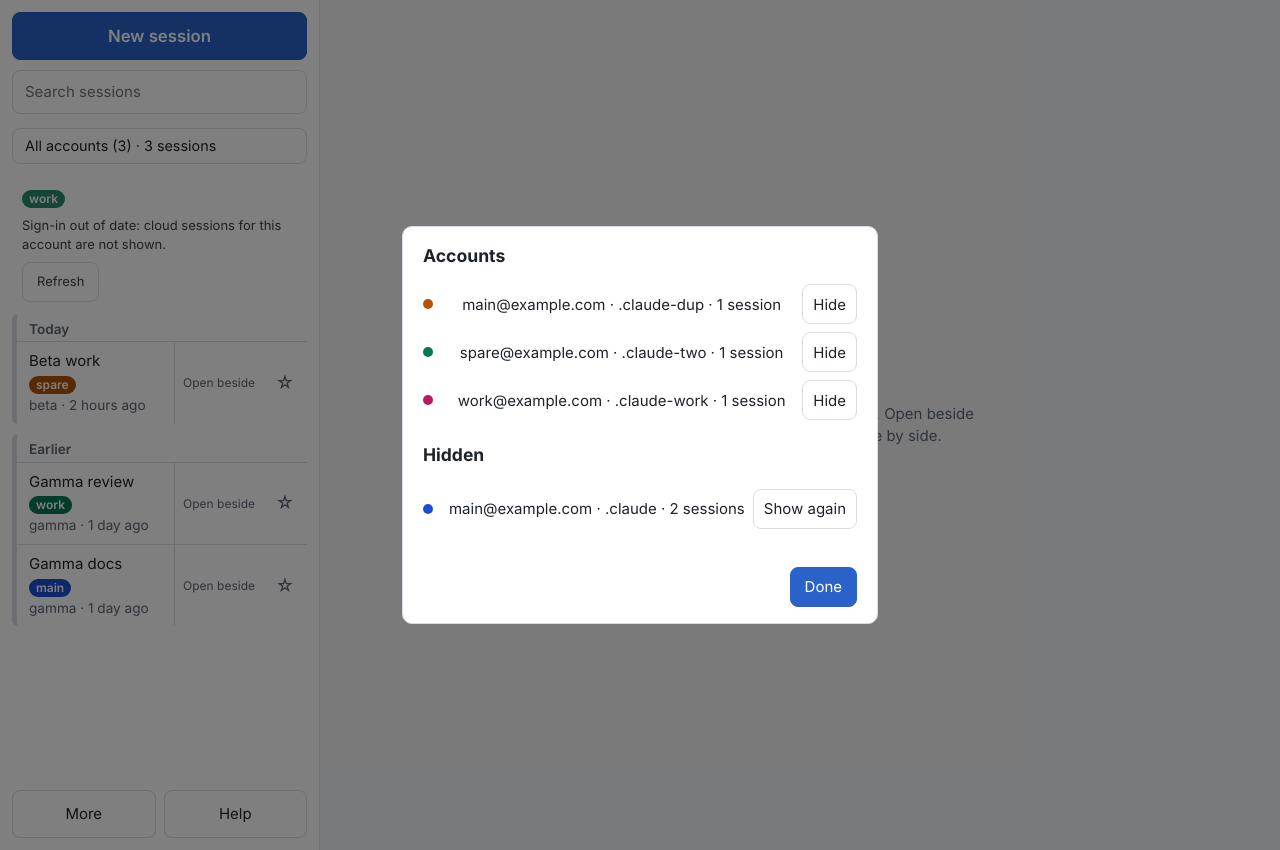 New session
Search sessions
All accounts (3) · 3 sessions
work
Sign-in out of date: cloud sessions for this
account are not shown.
Refresh
Today
Beta work
spare
beta · 2 hours ago
Open beside
Earlier
Gamma review
work
gamma · 1 day ago
Open beside
Gamma docs
main
gamma · 1 day ago
Open beside
More
Help
Accounts
main@example.com · .claude-dup · 1 session
Hide
spare@example.com · .claude-two · 1 session
Hide
work@example.com · .claude-work · 1 session
Hide
Hidden
main@example.com · .claude · 2 sessions
Show again
Done
. Open beside
by side.